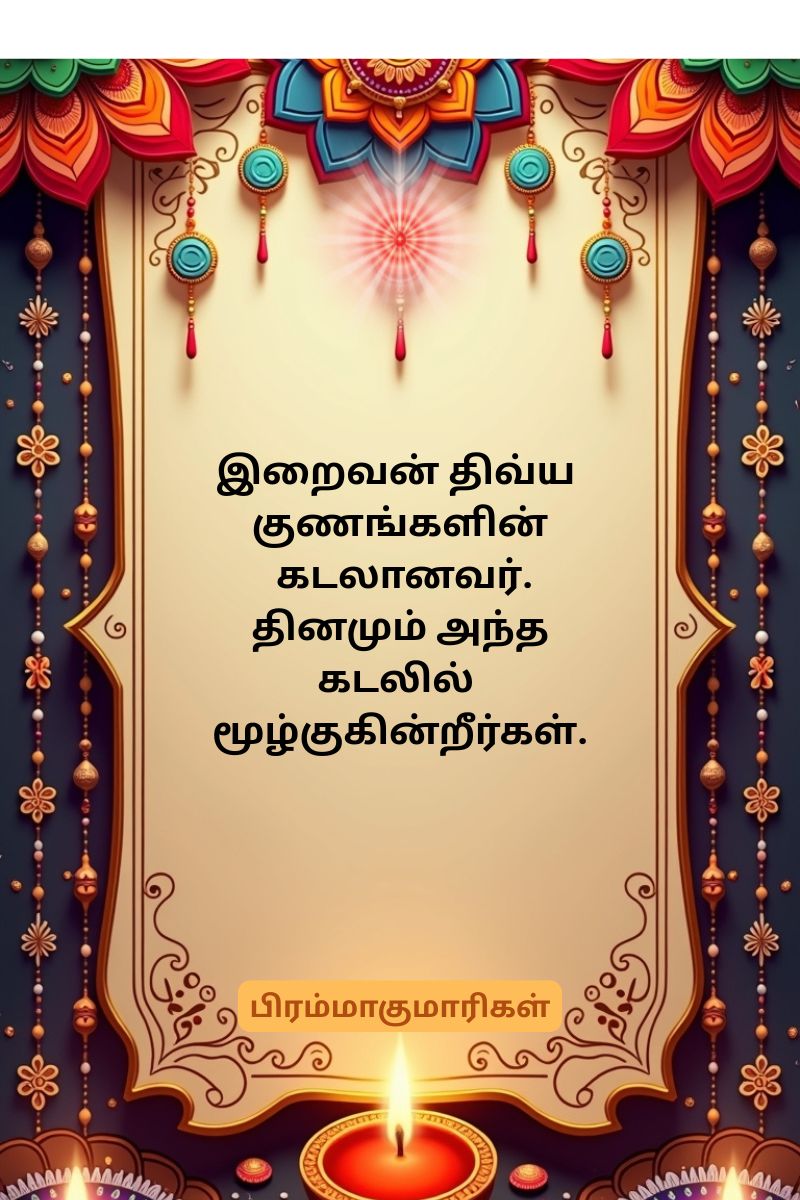 இறைவன் திவ்ய
குணங்களின்
கடலானவர்.
தினமும் அந்த
கடலில்
மூழ்குகின்றீர்கள்.
பிரம்மாகுமாரிகள்